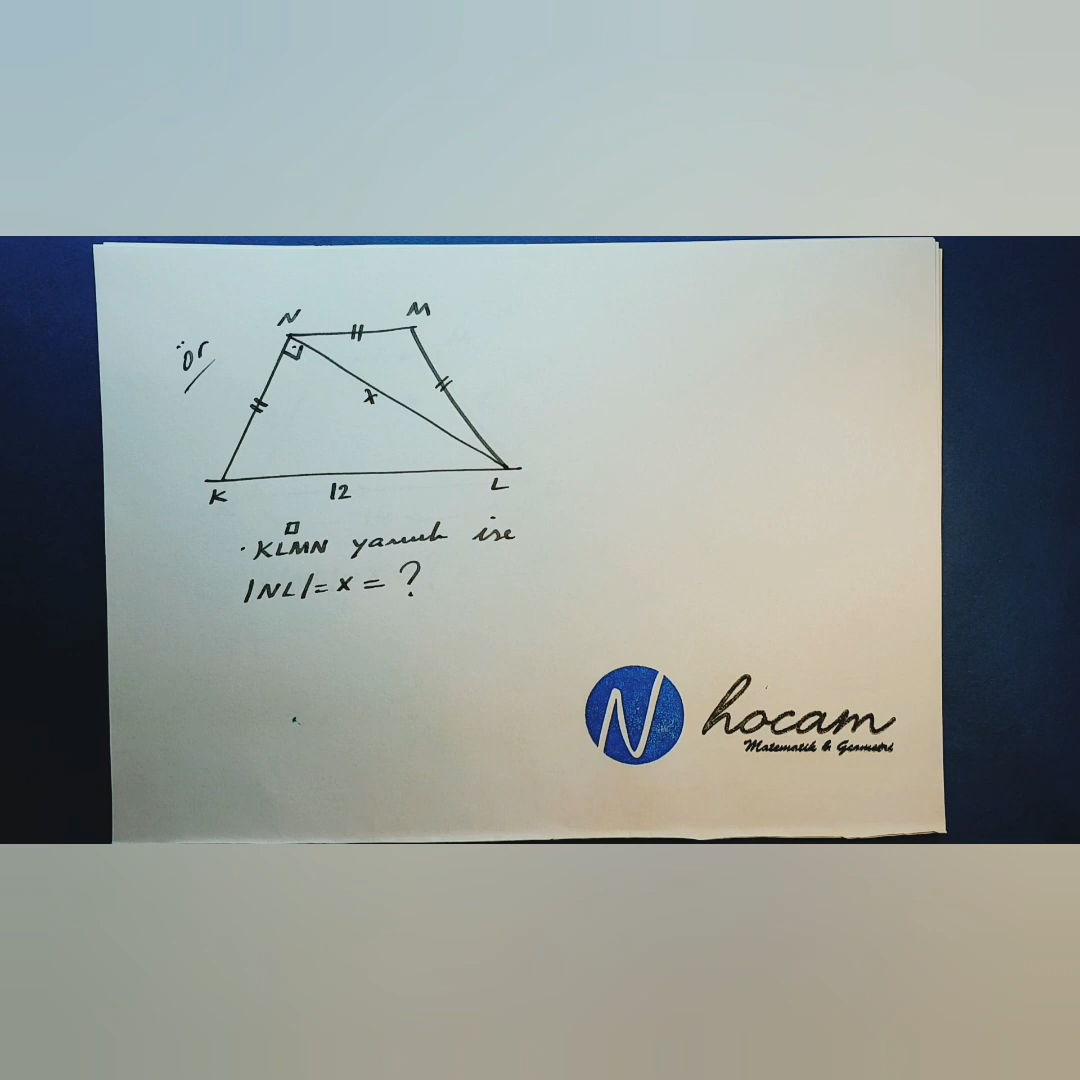 ör
N M
x
K 12 L
. KLMN yamuk ise
|NL| = x = ?
N hocam
Matematik & Geometri